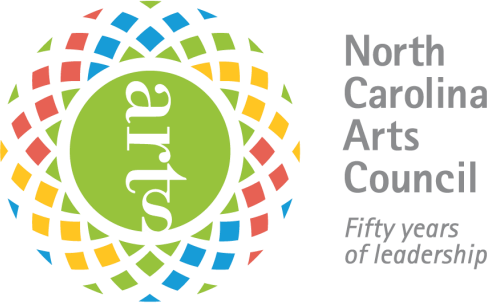 arts
North
Carolina
Arts
Council
Fifty years
of leadership